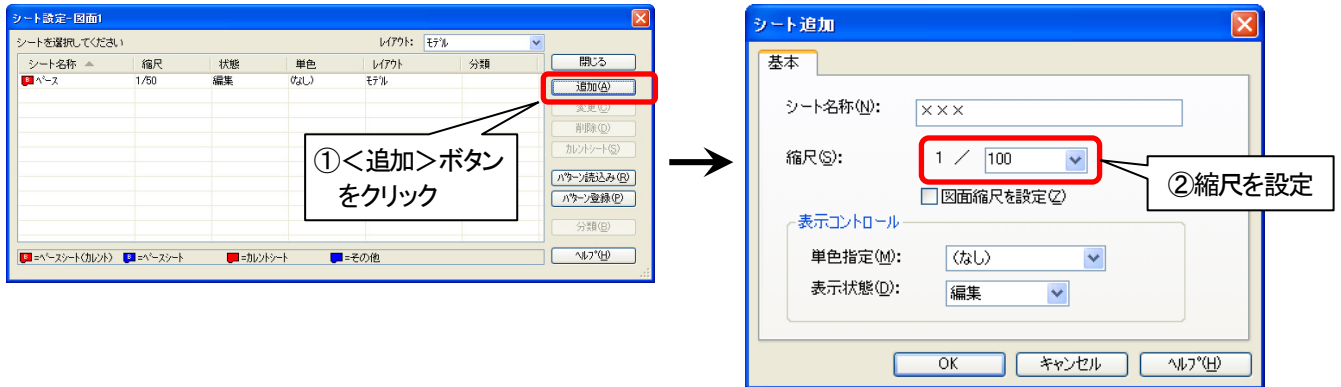 シート設定-図面1
シートを選択してください
レイアウト: モデル
シート名称 縮尺 状態 単色 レイアウト 分類
ベース 1/50 編集 (なし) モデル
閉じる
追加(A)
変更(C)
削除(D)
カレントシート(S)
パターン読込み(R)
パターン登録(P)
分類(B)
ヘルプ(H)
①<追加>ボタン
をクリック
=ベースシート(カレント) =ベースシート =カレントシート =その他
シート追加
基本
シート名称(N): ×××
縮尺(S): 1 / 100
図面縮尺を設定(Z)
②縮尺を設定
表示コントロール
単色指定(M): (なし)
表示状態(D): 編集
OK キャンセル ヘルプ(H)